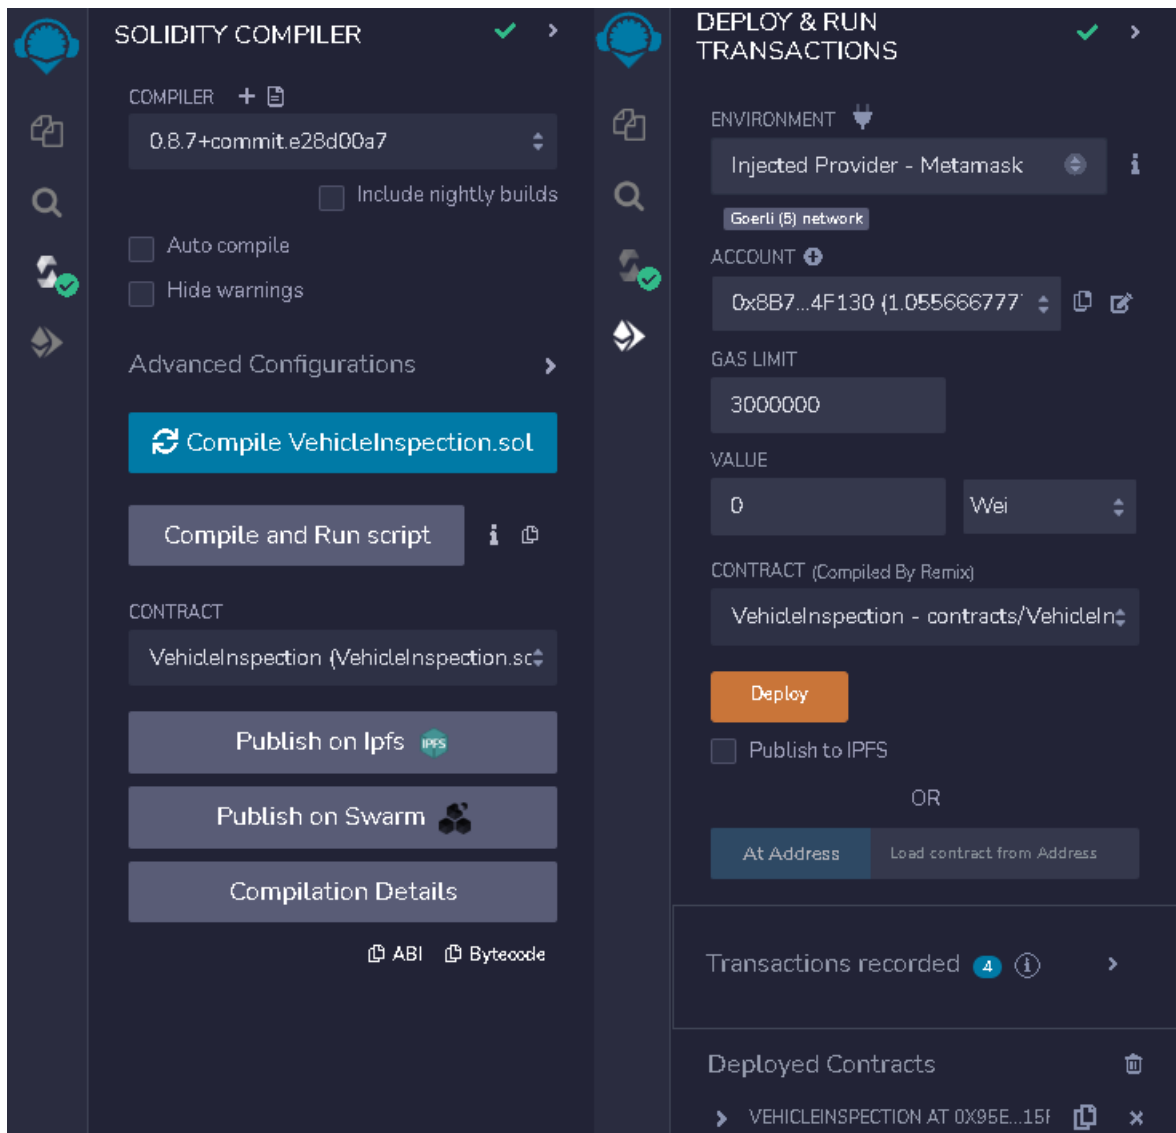 SOLIDITY COMPILER
COMPILER
0.8.7+commit.e28d00a7
Include nightly builds
Auto compile
Hide warnings
Advanced Configurations
Compile VehicleInspection.sol
Compile and Run script
CONTRACT
VehicleInspection (VehicleInspection.sc
Publish on Ipfs IPFS
Publish on Swarm
Compilation Details
ABI Bytecode
DEPLOY & RUN
TRANSACTIONS
ENVIRONMENT
Injected Provider - Metamask
Goerli (5) network
ACCOUNT
0x8B7...4F130 (1.055666777
GAS LIMIT
3000000
VALUE
0 Wei
CONTRACT (Compiled By Remix)
VehicleInspection - contracts/VehicleIn
Deploy
Publish to IPFS
OR
At Address Load contract from Address
Transactions recorded 4
Deployed Contracts
VEHICLEINSPECTION AT 0X95E...15F